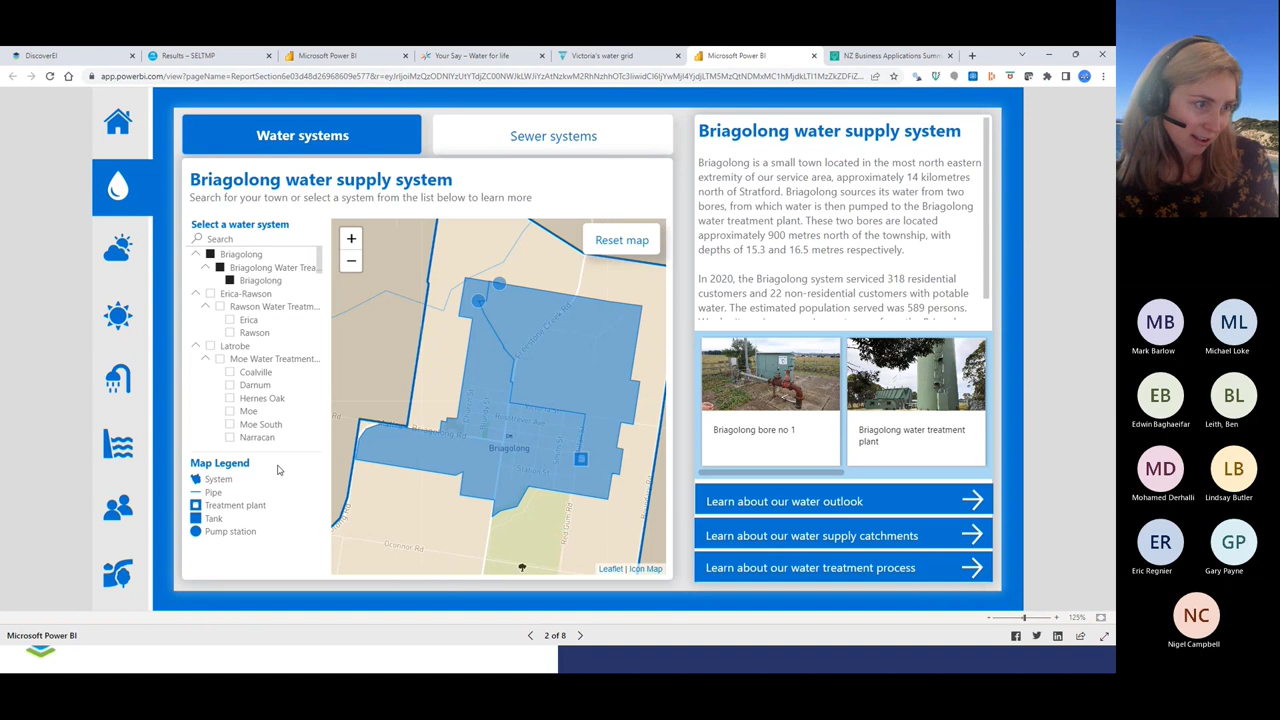 DiscoverEI
Results – SELTMP
Microsoft Power BI
Your Say – Water for life
Victoria's water grid
Microsoft Power BI
NZ Business Applications Summ
Water systems
Sewer systems
Briagolong water supply system
Search for your town or select a system from the list below to learn more
Select a water system
Search
Briagolong
Briagolong Water Trea...
Briagolong
Erica-Rawson
Rawson Water Treatm...
Erica
Rawson
Latrobe
Moe Water Treatment...
Coalville
Darnum
Hernes Oak
Moe
Moe South
Narracan
Map Legend
System
Pipe
Treatment plant
Tank
Pump station
+
−
Reset map
Freestone Creek Rd
Briagolong
Oconnor Rd
Red Gum Rd
Leaflet | Icon Map
Briagolong water supply system
Briagolong is a small town located in the most north eastern
extremity of our service area, approximately 14 kilometres
north of Stratford. Briagolong sources its water from two
bores, from which water is then pumped to the Briagolong
water treatment plant. These two bores are located
approximately 900 metres north of the township, with
depths of 15.3 and 16.5 metres respectively.
In 2020, the Briagolong system serviced 318 residential
customers and 22 non-residential customers with potable
water. The estimated population served was 589 persons.
Briagolong bore no 1
Briagolong water treatment
plant
Learn about our water outlook
Learn about our water supply catchments
Learn about our water treatment process
125%
Microsoft Power BI
2 of 8
MB
Mark Barlow
ML
Michael Loke
EB
Edwin Baghaeifar
BL
Leith, Ben
MD
Mohamed Derhalli
LB
Lindsay Butler
ER
Eric Regnier
GP
Gary Payne
NC
Nigel Campbell